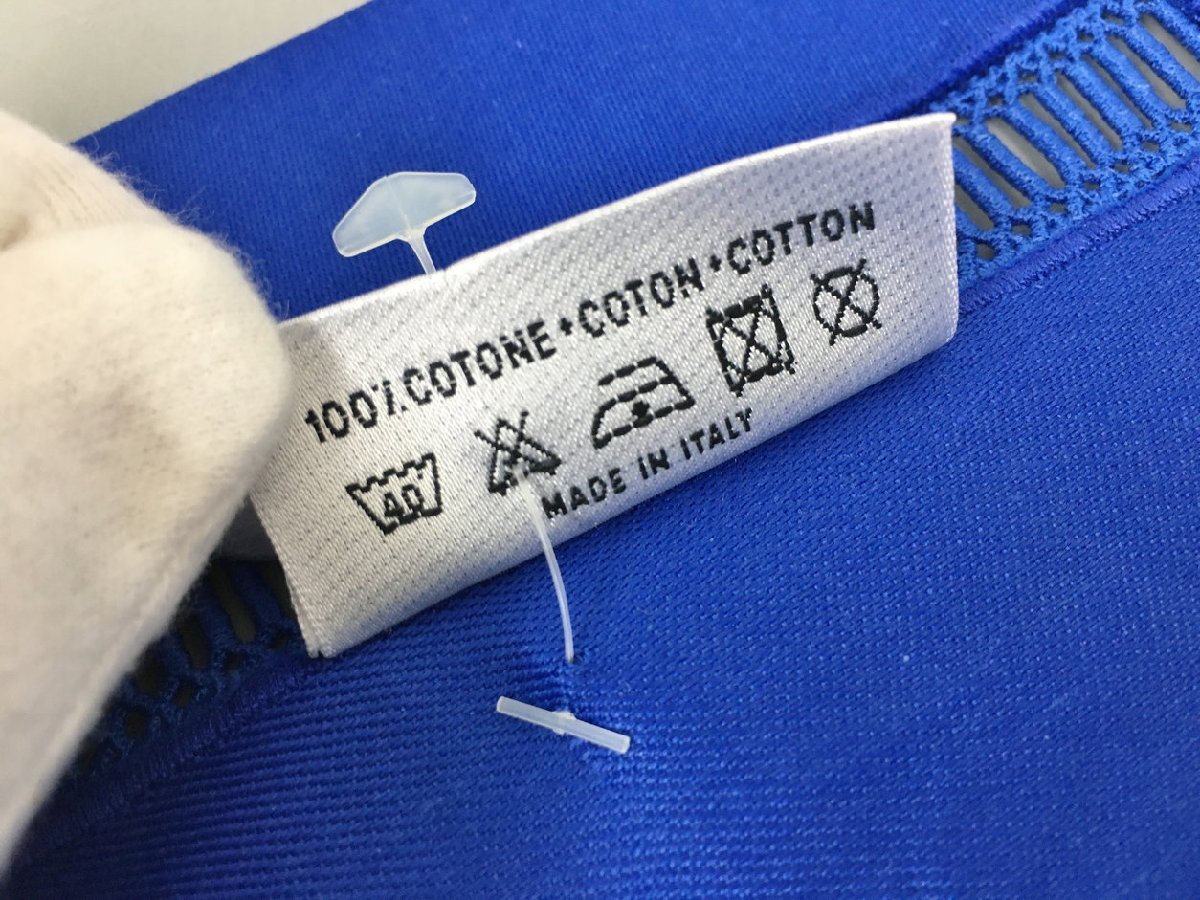 100% COTONE • COTON • COTTON
40
MADE IN ITALY